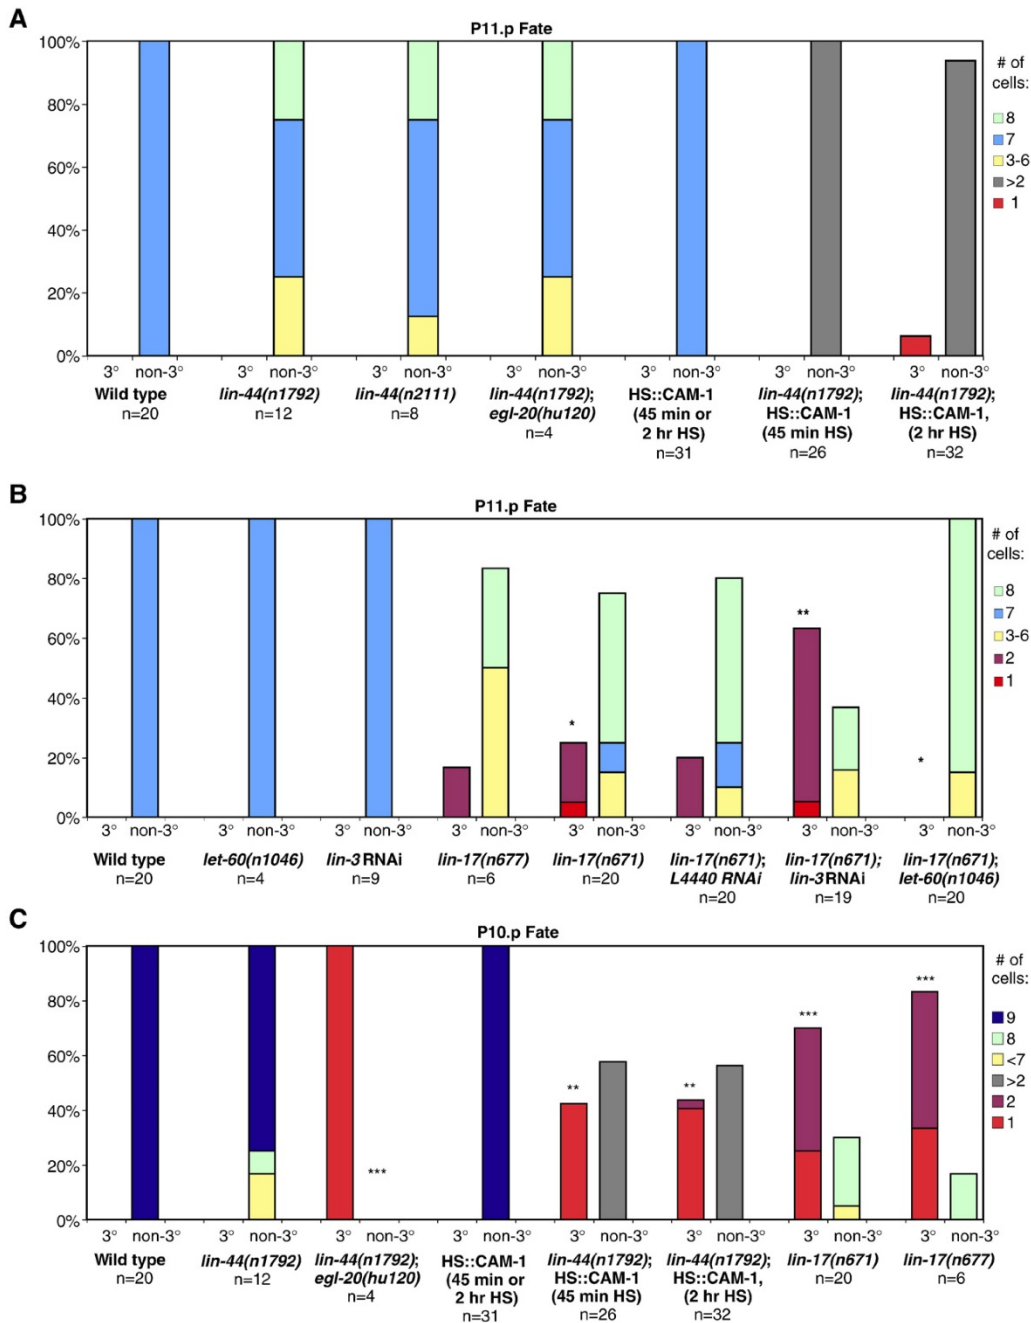 A
P11.p Fate
100%
80%
60%
40%
20%
0%
# of
cells:
8
7
3-6
>2
1
3° non-3° 3° non-3° 3° non-3° 3° non-3° 3° non-3° 3° non-3° 3° non-3°
Wild type
n=20
lin-44(n1792)
n=12
lin-44(n2111)
n=8
lin-44(n1792);
egl-20(hu120)
n=4
HS::CAM-1
(45 min or
2 hr HS)
n=31
lin-44(n1792);
HS::CAM-1
(45 min HS)
n=26
lin-44(n1792);
HS::CAM-1,
(2 hr HS)
n=32
B
P11.p Fate
100%
80%
60%
40%
20%
0%
*
**
*
# of
cells:
8
7
3-6
2
1
3° non-3° 3° non-3° 3° non-3° 3° non-3° 3° non-3° 3° non-3° 3° non-3° 3° non-3°
Wild type
n=20
let-60(n1046)
n=4
lin-3RNAi
n=9
lin-17(n677)
n=6
lin-17(n671)
n=20
lin-17(n671);
L4440 RNAi
n=20
lin-17(n671);
lin-3RNAi
n=19
lin-17(n671);
let-60(n1046)
n=20
C
P10.p Fate
100%
80%
60%
40%
20%
0%
***
**
**
***
***
# of
cells:
9
8
<7
>2
2
1
3° non-3° 3° non-3° 3° non-3° 3° non-3° 3° non-3° 3° non-3° 3° non-3° 3° non-3°
Wild type
n=20
lin-44(n1792)
n=12
lin-44(n1792);
egl-20(hu120)
n=4
HS::CAM-1
(45 min or
2 hr HS)
n=31
lin-44(n1792);
HS::CAM-1
(45 min HS)
n=26
lin-44(n1792);
HS::CAM-1,
(2 hr HS)
n=32
lin-17(n671)
n=20
lin-17(n677)
n=6